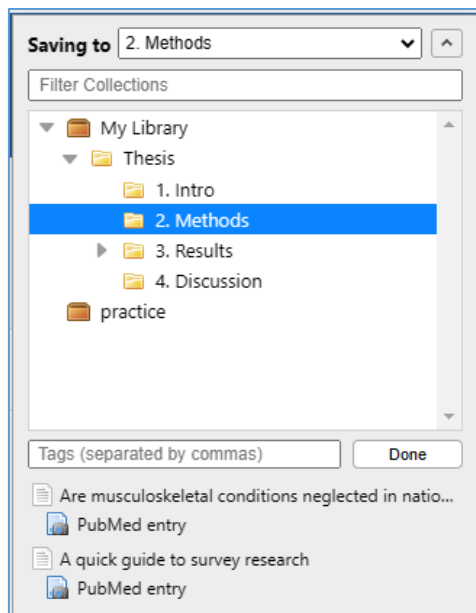 Saving to 2. Methods
Filter Collections
My Library
Thesis
1. Intro
2. Methods
3. Results
4. Discussion
practice
Tags (separated by commas) Done
Are musculoskeletal conditions neglected in natio...
PubMed entry
A quick guide to survey research
PubMed entry